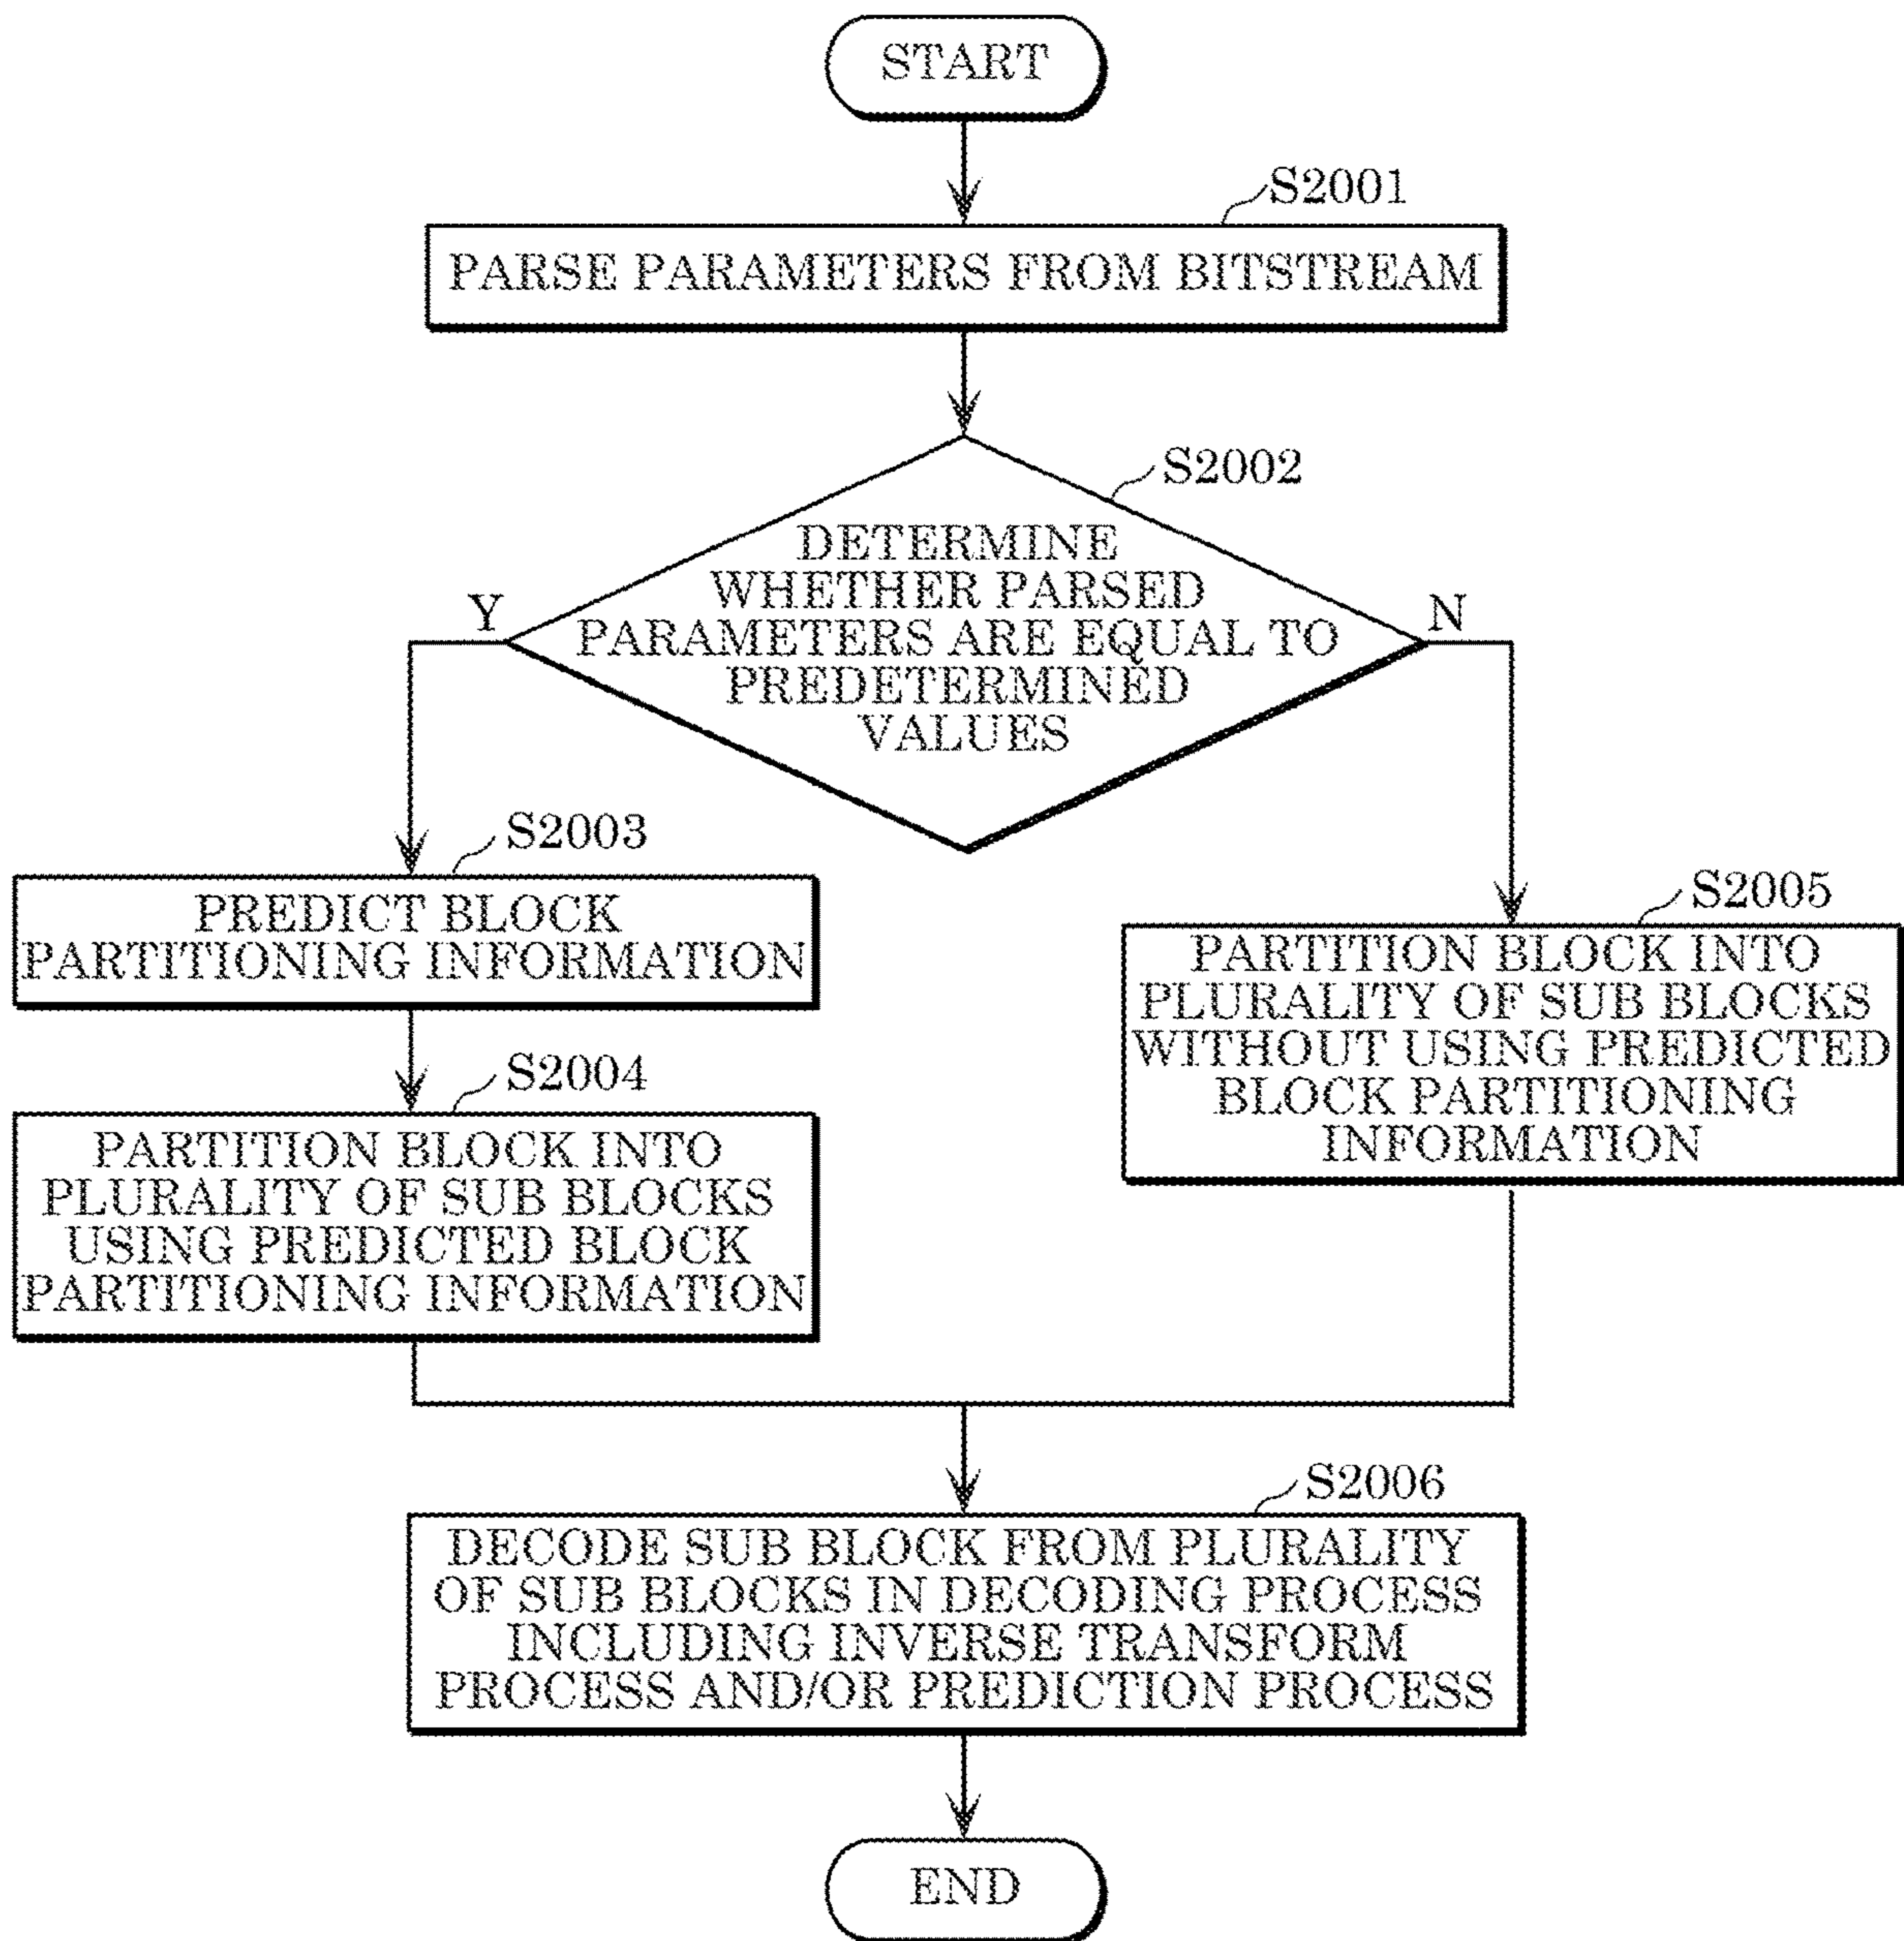 START
S2001
PARSE PARAMETERS FROM BITSTREAM
S2002
DETERMINE
WHETHER PARSED
PARAMETERS ARE EQUAL TO
PREDETERMINED
VALUES
Y
N
S2003
PREDICT BLOCK
PARTITIONING INFORMATION
S2004
PARTITION BLOCK INTO
PLURALITY OF SUB BLOCKS
USING PREDICTED BLOCK
PARTITIONING INFORMATION
S2005
PARTITION BLOCK INTO
PLURALITY OF SUB BLOCKS
WITHOUT USING PREDICTED
BLOCK PARTITIONING
INFORMATION
S2006
DECODE SUB BLOCK FROM PLURALITY
OF SUB BLOCKS IN DECODING PROCESS
INCLUDING INVERSE TRANSFORM
PROCESS AND/OR PREDICTION PROCESS
END